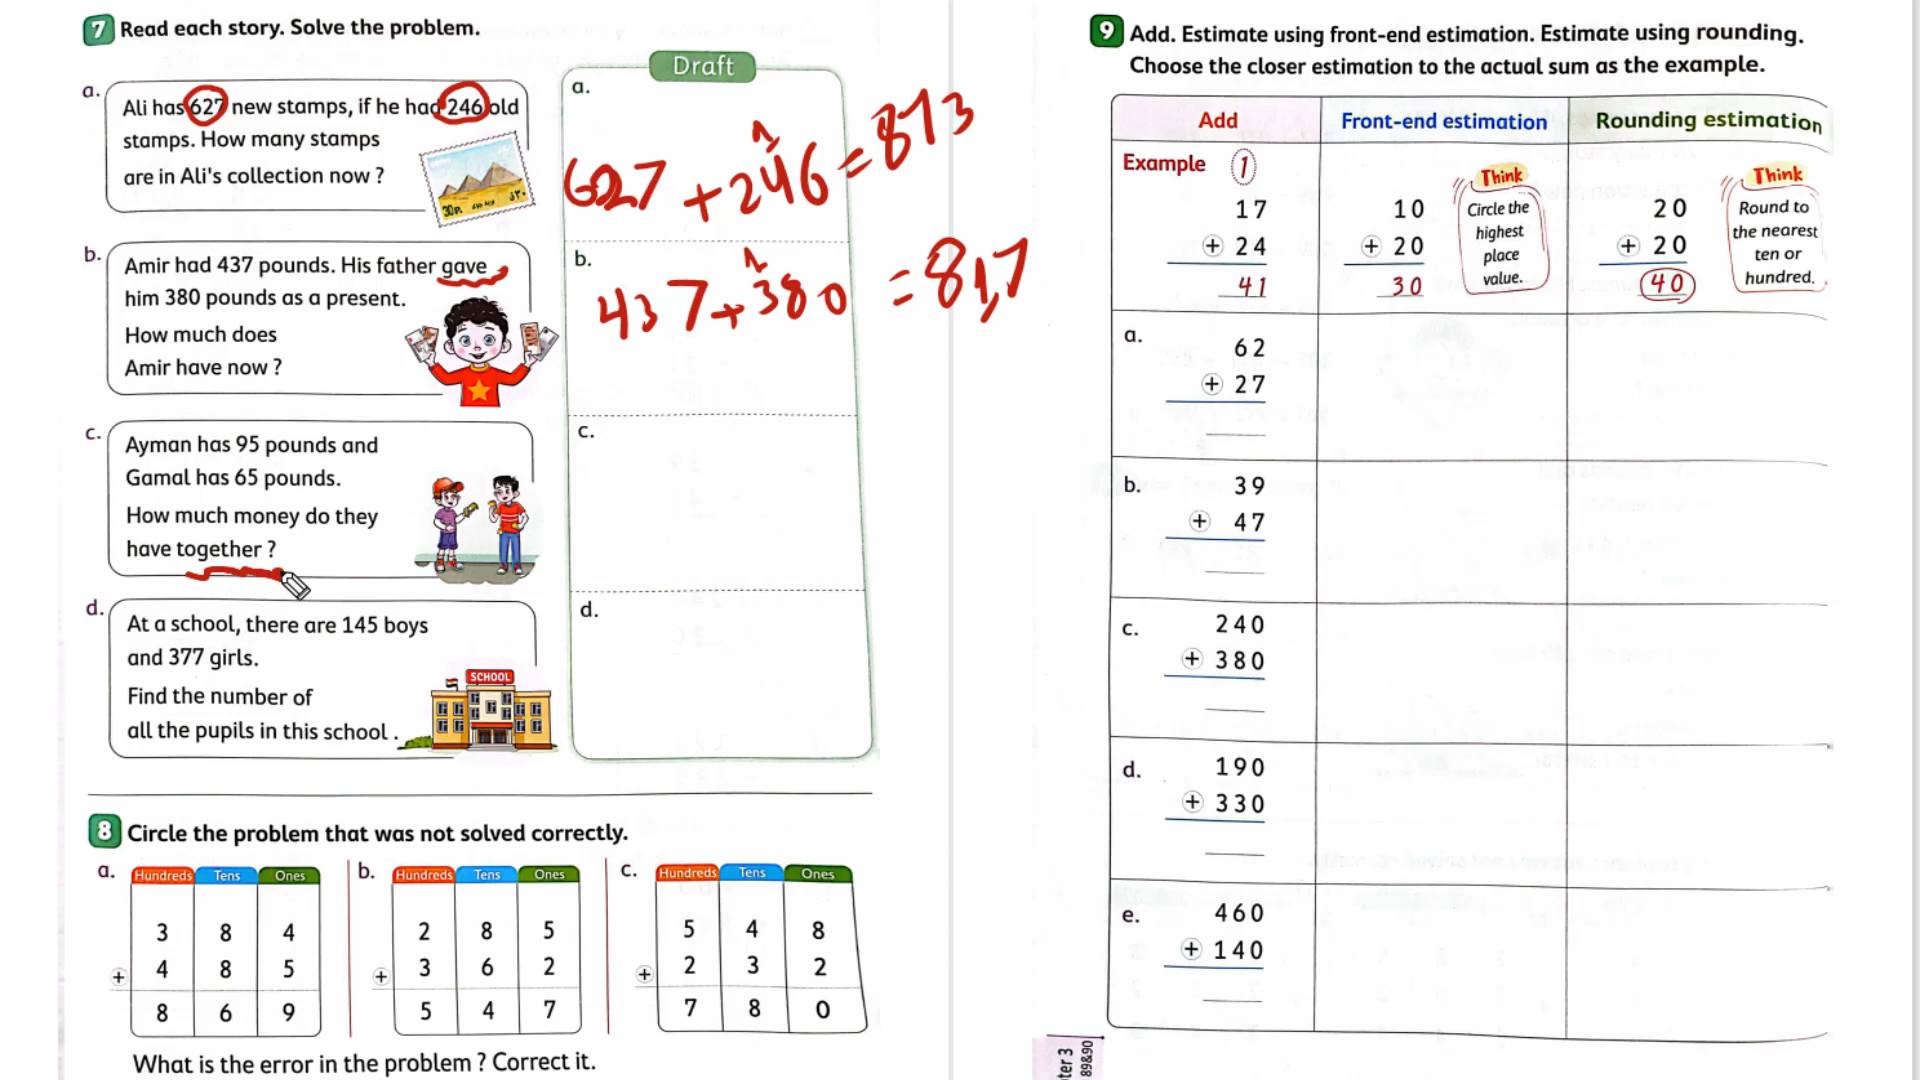 7 Read each story. Solve the problem.
Draft
a.
Ali has 627 new stamps, if he had 246 old
stamps. How many stamps
are in Ali's collection now ?
30P.
a.
627 + 246 = 873
1
b.
Amir had 437 pounds. His father gave
him 380 pounds as a present.
How much does
Amir have now ?
b.
437 + 380 = 817
1
c.
Ayman has 95 pounds and
Gamal has 65 pounds.
How much money do they
have together ?
c.
d.
At a school, there are 145 boys
and 377 girls.
Find the number of
all the pupils in this school .
SCHOOL
d.
8 Circle the problem that was not solved correctly.
a. Hundreds Tens Ones
3 8 4
+ 4 8 5
8 6 9
b. Hundreds Tens Ones
2 8 5
+ 3 6 2
5 4 7
c. Hundreds Tens Ones
5 4 8
+ 2 3 2
7 8 0
What is the error in the problem ? Correct it.
9 Add. Estimate using front-end estimation. Estimate using rounding.
Choose the closer estimation to the actual sum as the example.
Add Front-end estimation Rounding estimation
Example 1
17
+ 24
41
10
+ 20
30
Think
Circle the
highest
place
value.
20
+ 20
40
Think
Round to
the nearest
ten or
hundred.
a. 62
+ 27
b. 39
+ 47
c. 240
+ 380
d. 190
+ 330
e. 460
+ 140
ter 3
89&90